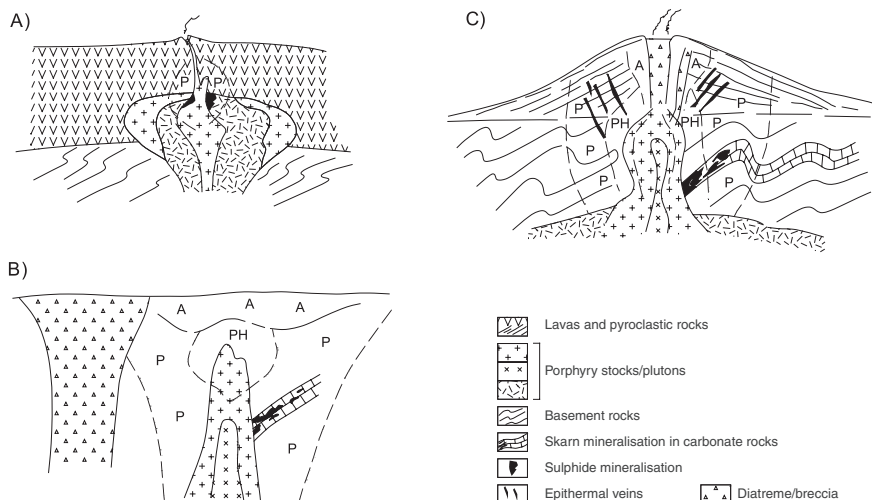 A)
P P
C)
A A
P P
PH PH P
P
P P
B)
A A A
PH
P P
P P
Lavas and pyroclastic rocks
Porphyry stocks/plutons
Basement rocks
Skarn mineralisation in carbonate rocks
Sulphide mineralisation
Epithermal veins Diatreme/breccia